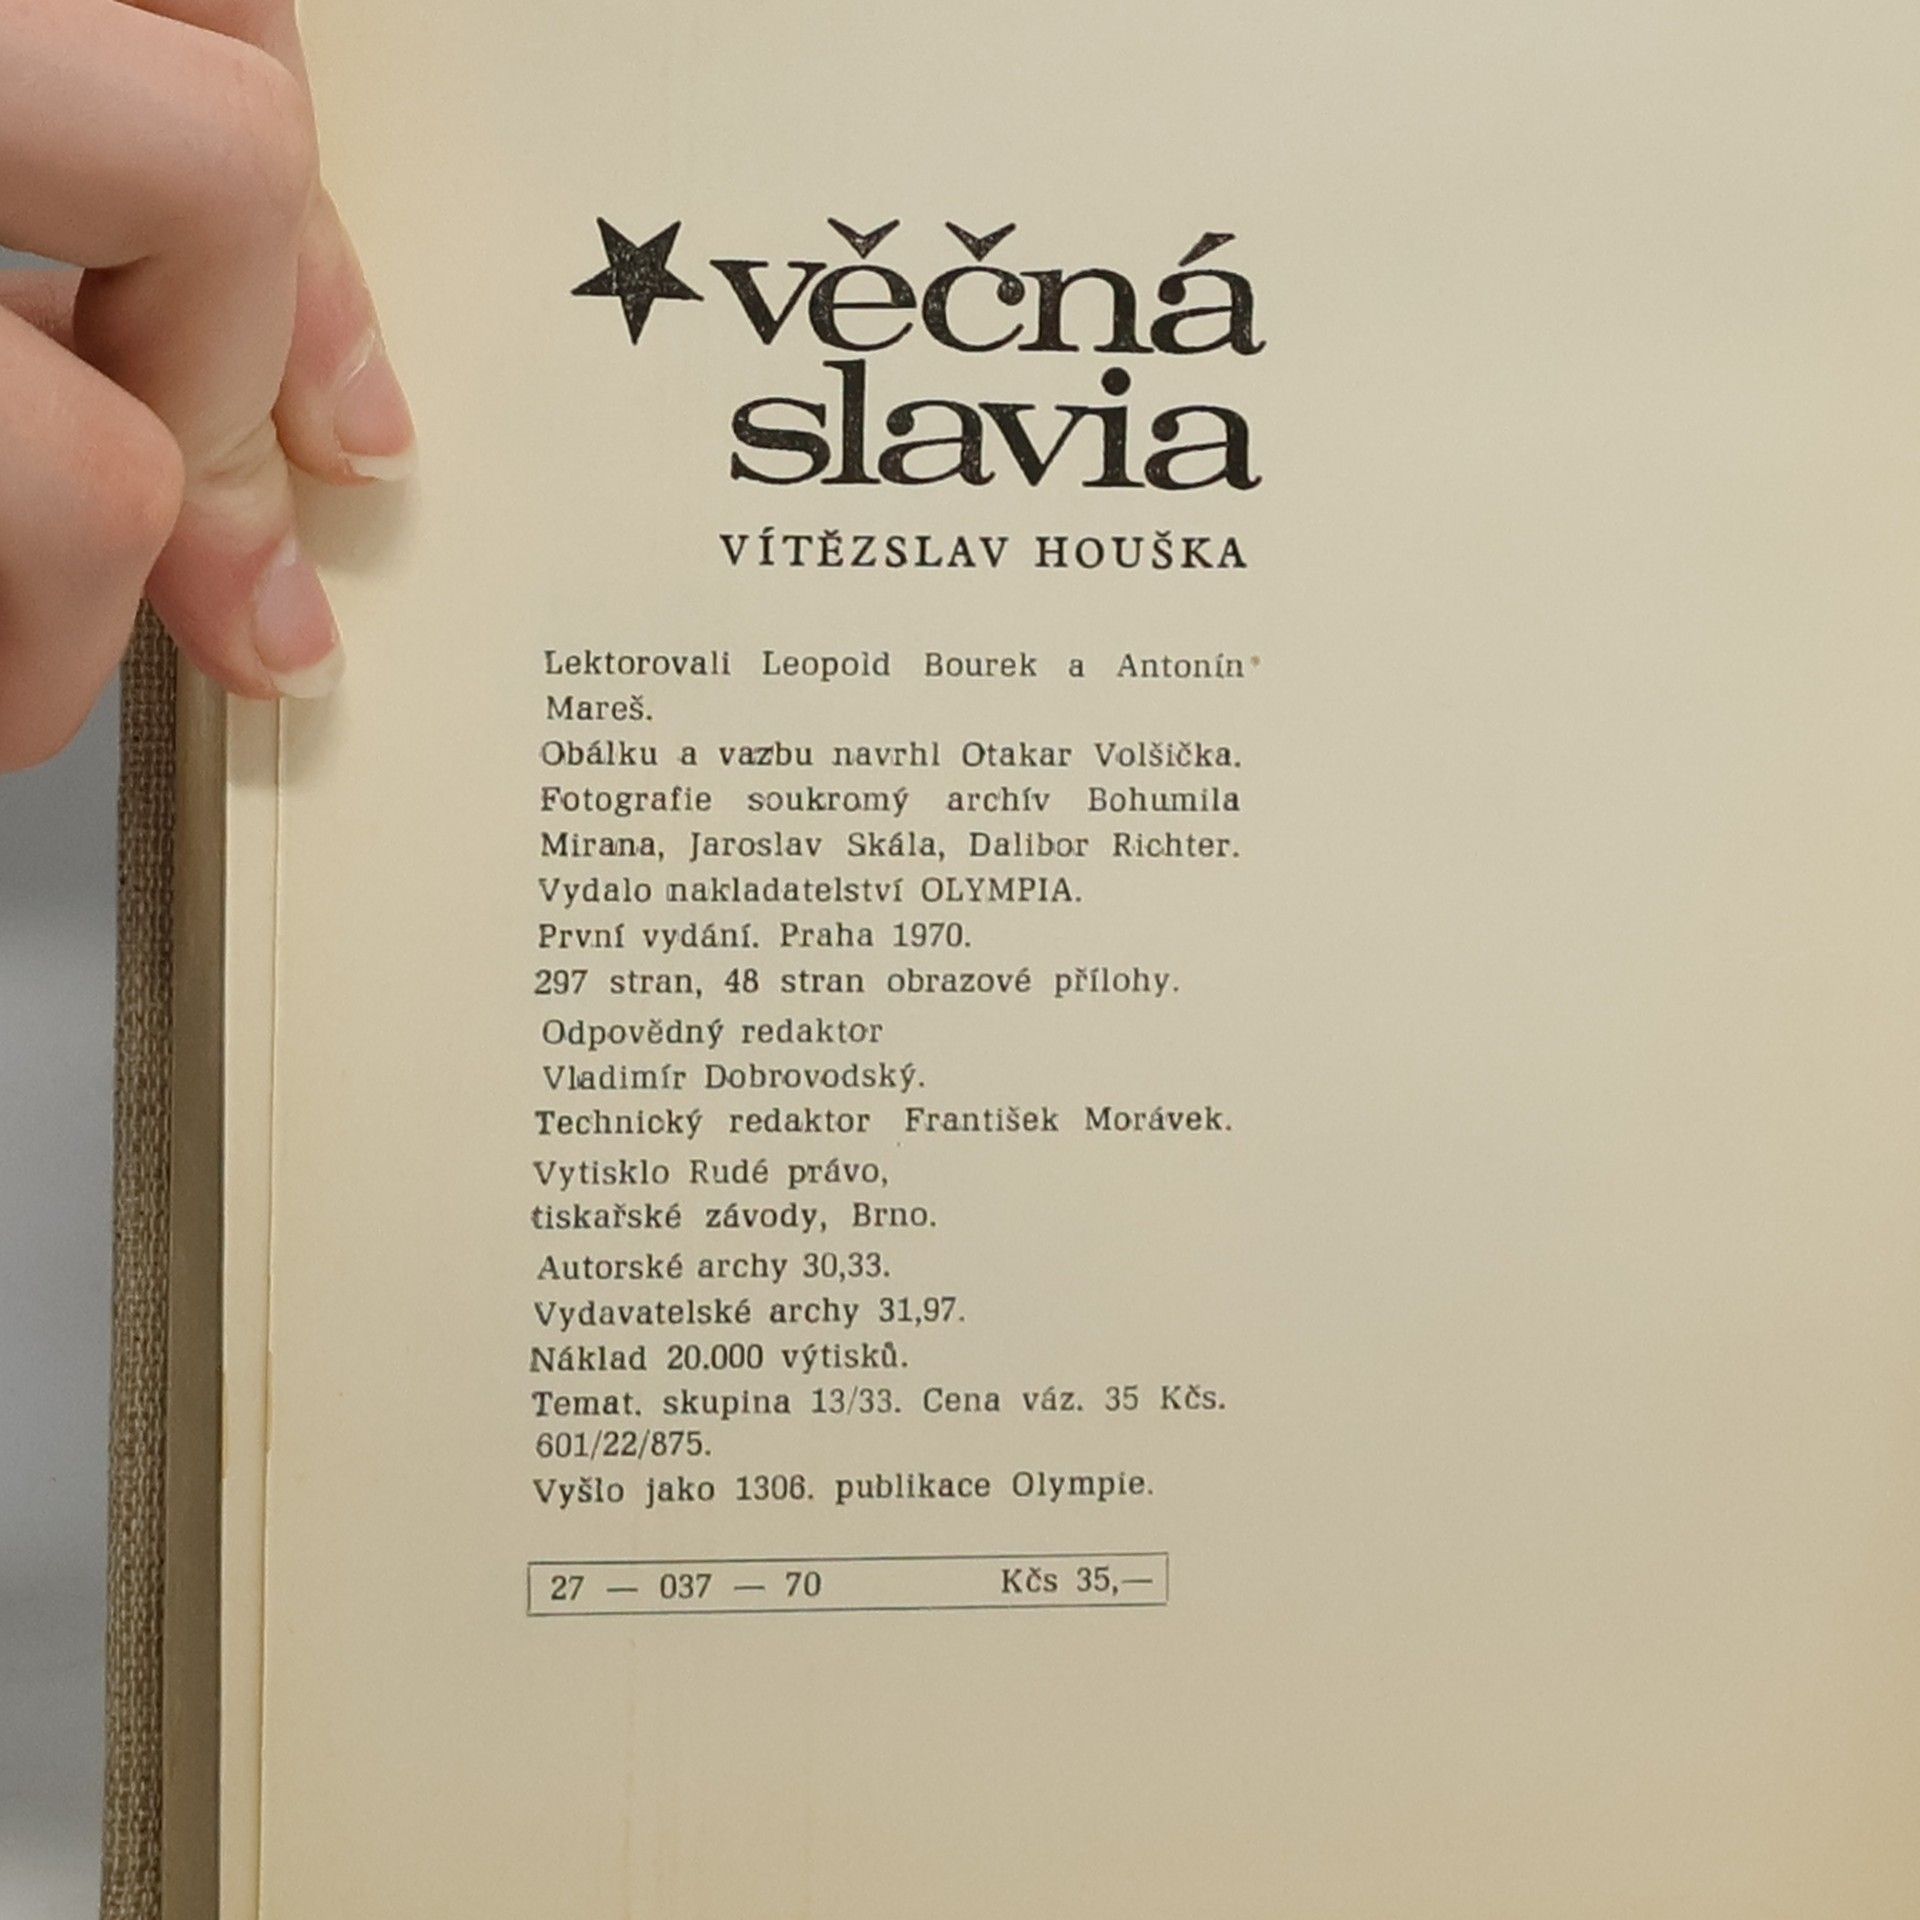 věčná
slavia
VÍTĚZSLAV HOUŠKA
Lektorovali Leopold Bourek a Antonín
Mareš.
Obálku a vazbu navrhl Otakar Volšička.
Fotografie soukromý archív Bohumila
Mirana, Jaroslav Skála, Dalibor Richter.
Vydalo nakladatelství OLYMPIA.
První vydání. Praha 1970.
297 stran, 48 stran obrazové přílohy.
Odpovědný redaktor
Vladimír Dobrovodský.
Technický redaktor František Morávek.
Vytisklo Rudé právo,
tiskařské závody, Brno.
Autorské archy 30,33.
Vydavatelské archy 31,97.
Náklad 20.000 výtisků.
Temat. skupina 13/33. Cena váz. 35 Kčs.
601/22/875.
Vyšlo jako 1306. publikace Olympie.
27 — 037 — 70 Kčs 35,—